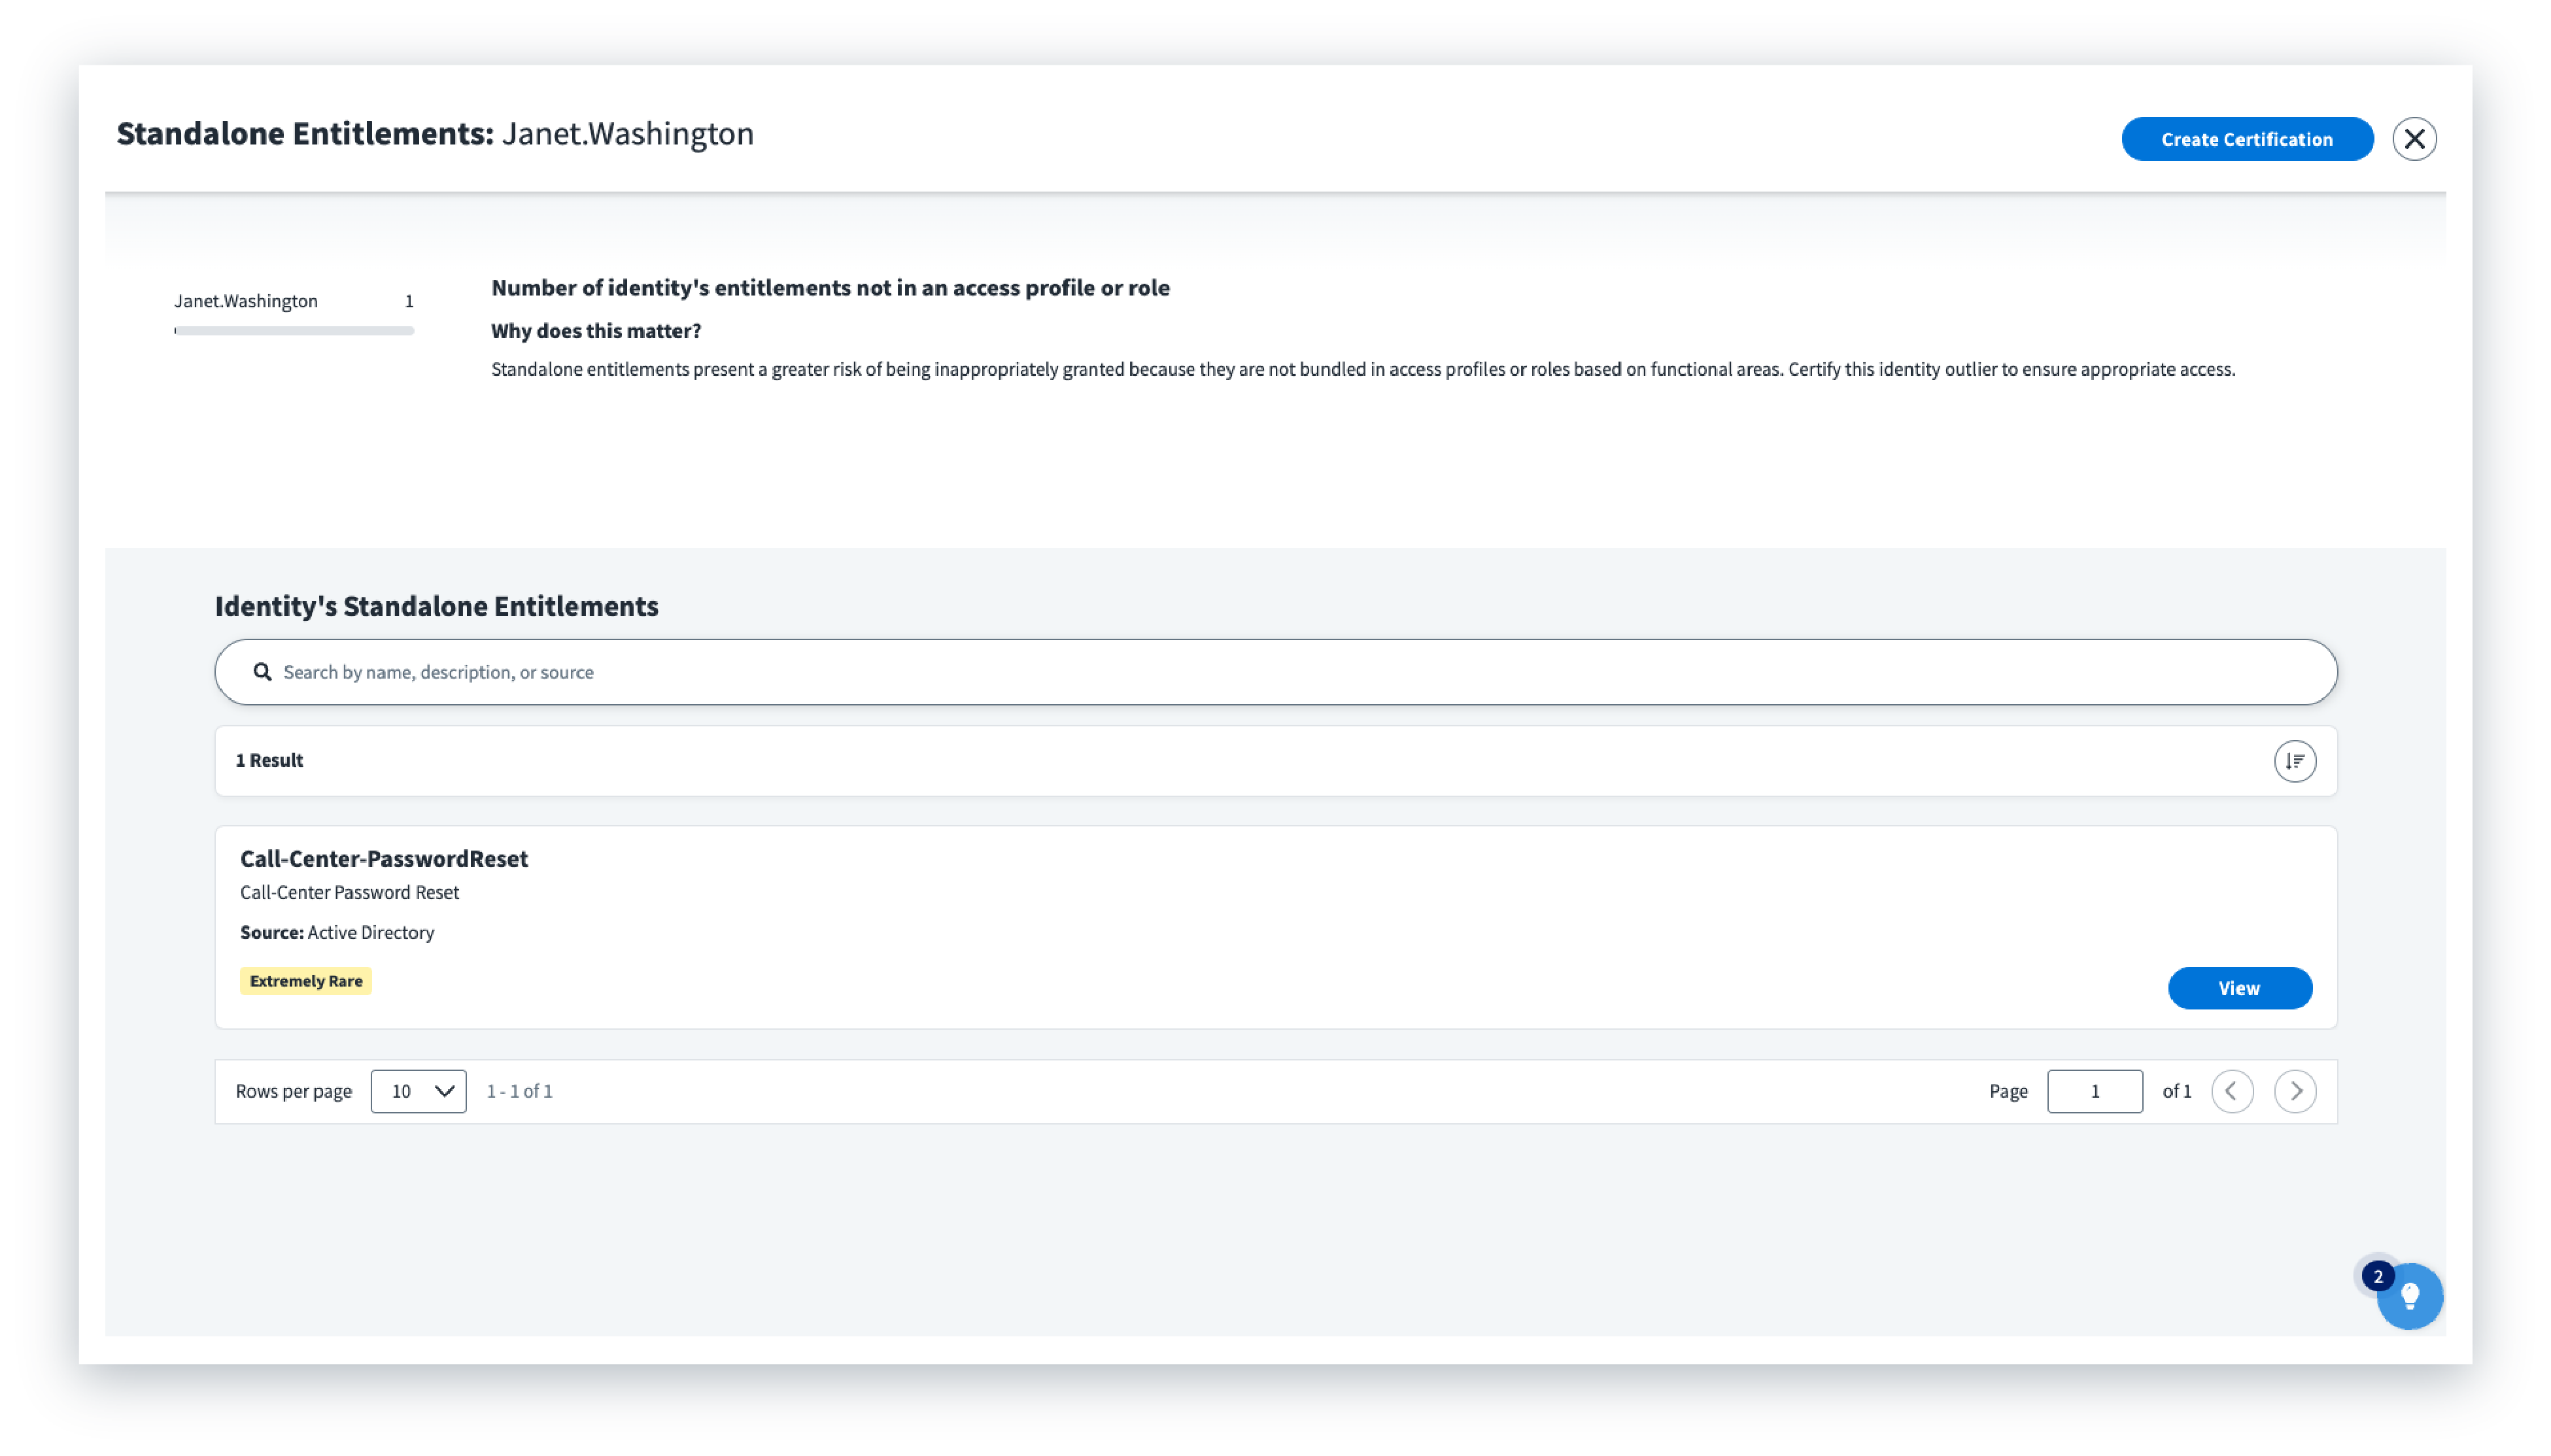 Standalone Entitlements: Janet.Washington
Create Certification
Janet.Washington 1
Number of identity's entitlements not in an access profile or role
Why does this matter?
Standalone entitlements present a greater risk of being inappropriately granted because they are not bundled in access profiles or roles based on functional areas. Certify this identity outlier to ensure appropriate access.
Identity's Standalone Entitlements
Search by name, description, or source
1 Result
Call-Center-PasswordReset
Call-Center Password Reset
Source: Active Directory
Extremely Rare
View
Rows per page 10 1 - 1 of 1 Page 1 of 1
2